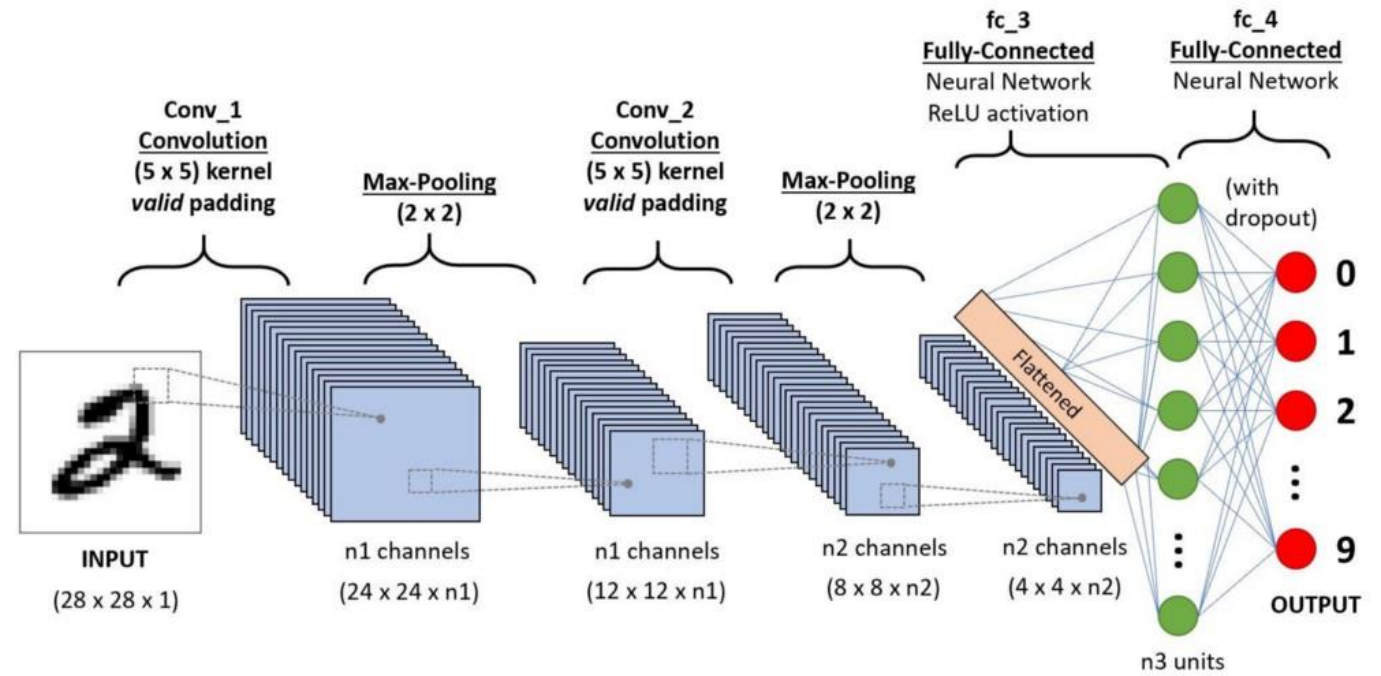 Conv_1
Convolution
(5 x 5) kernel
valid padding
Max-Pooling
(2 x 2)
Conv_2
Convolution
(5 x 5) kernel
valid padding
Max-Pooling
(2 x 2)
fc_3
Fully-Connected
Neural Network
ReLU activation
fc_4
Fully-Connected
Neural Network
(with
dropout)
Flattened
0
1
2
9
OUTPUT
2
INPUT
(28 x 28 x 1)
n1 channels
(24 x 24 x n1)
n1 channels
(12 x 12 x n1)
n2 channels
(8 x 8 x n2)
n2 channels
(4 x 4 x n2)
n3 units